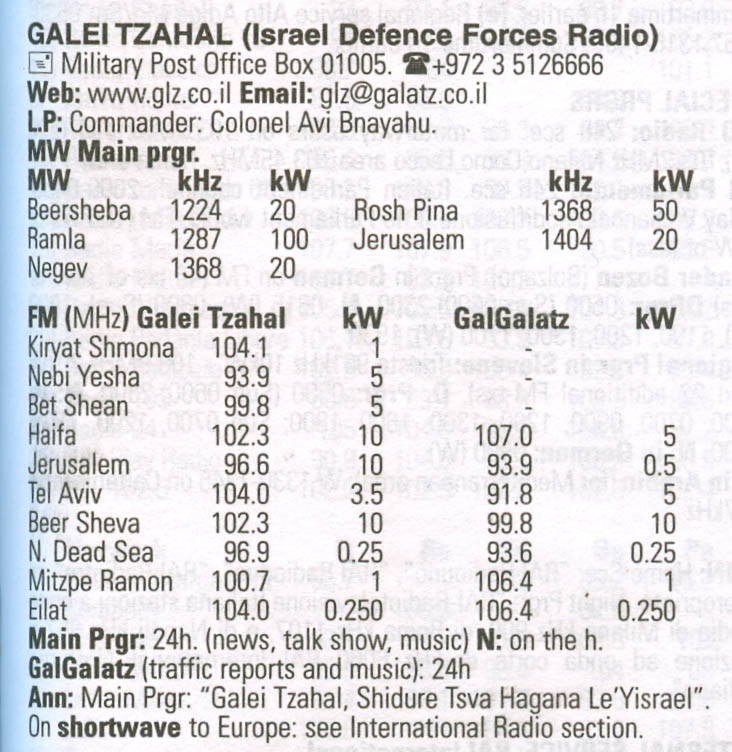 GALEI TZAHAL (Israel Defence Forces Radio)
Military Post Office Box 01005. ☎+972 3 5126666
Web: www.glz.co.il Email: glz@galatz.co.il
L.P: Commander: Colonel Avi Bnayahu.
MW Main prgr.
MW kHz kW kHz kW
Beersheba 1224 20 Rosh Pina 1368 50
Ramla 1287 100 Jerusalem 1404 20
Negev 1368 20
FM (MHz) Galei Tzahal kW GalGalatz kW
Kiryat Shmona 104.1 1 - -
Nebi Yesha 93.9 5 - -
Bet Shean 99.8 5 - -
Haifa 102.3 10 107.0 5
Jerusalem 96.6 10 93.9 0.5
Tel Aviv 104.0 3.5 91.8 5
Beer Sheva 102.3 10 99.8 10
N. Dead Sea 96.9 0.25 93.6 0.25
Mitzpe Ramon 100.7 1 106.4 1
Eilat 104.0 0.250 106.4 0.250
Main Prgr: 24h (news, talk show, music) N: on the h.
GalGalatz (traffic reports and music): 24h
Ann: Main Prgr: "Galei Tzahal, Shidure Tsva Hagana Le'Yisrael".
On shortwave to Europe: see International Radio section.